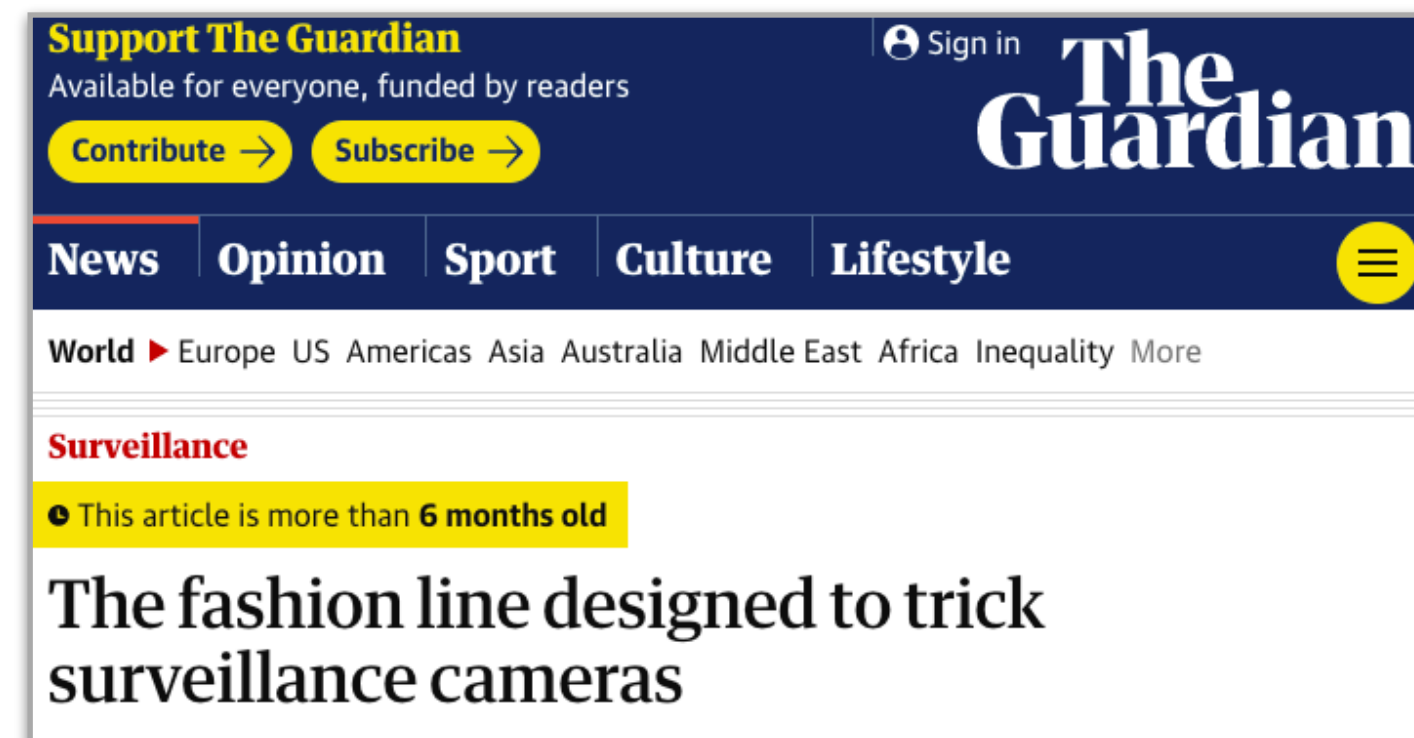 Support The Guardian
Available for everyone, funded by readers
Contribute → Subscribe →
Sign in
The
Guardian
News Opinion Sport Culture Lifestyle
World Europe US Americas Asia Australia Middle East Africa Inequality More
Surveillance
This article is more than 6 months old
The fashion line designed to trick
surveillance cameras